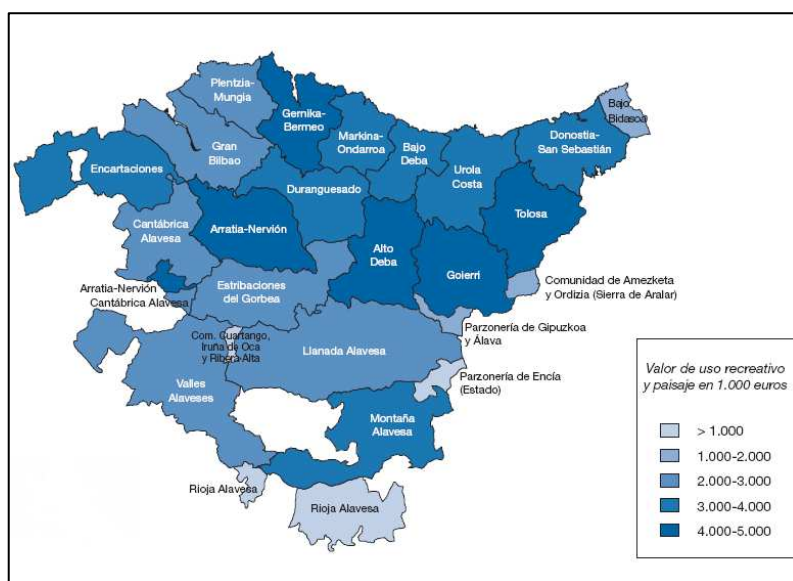 Plentzia-
Mungia
Gernika-
Bermeo
Gran
Bilbao
Markina-
Ondarroa
Bajo
Deba
Urola
Costa
Donostia-
San Sebastián
Bajo
Bidasoa
Encartaciones
Duranguesado
Cantábrica
Alavesa
Arratia-Nervión
Alto
Deba
Goierri
Tolosa
Arratia-Nervión
Cantábrica Alavesa
Estribaciones
del Gorbea
Comunidad de Amezketa
y Ordizia (Sierra de Aralar)
Parzonería de Gipuzkoa
y Álava
Com. Cuartango,
Iruña de Oca
y Ribera Alta
Llanada Alavesa
Parzonería de Encía
(Estado)
Valles
Alaveses
Montaña
Alavesa
Rioja Alavesa
Rioja Alavesa
Valor de uso recreativo
y paisaje en 1.000 euros
> 1.000
1.000-2.000
2.000-3.000
3.000-4.000
4.000-5.000